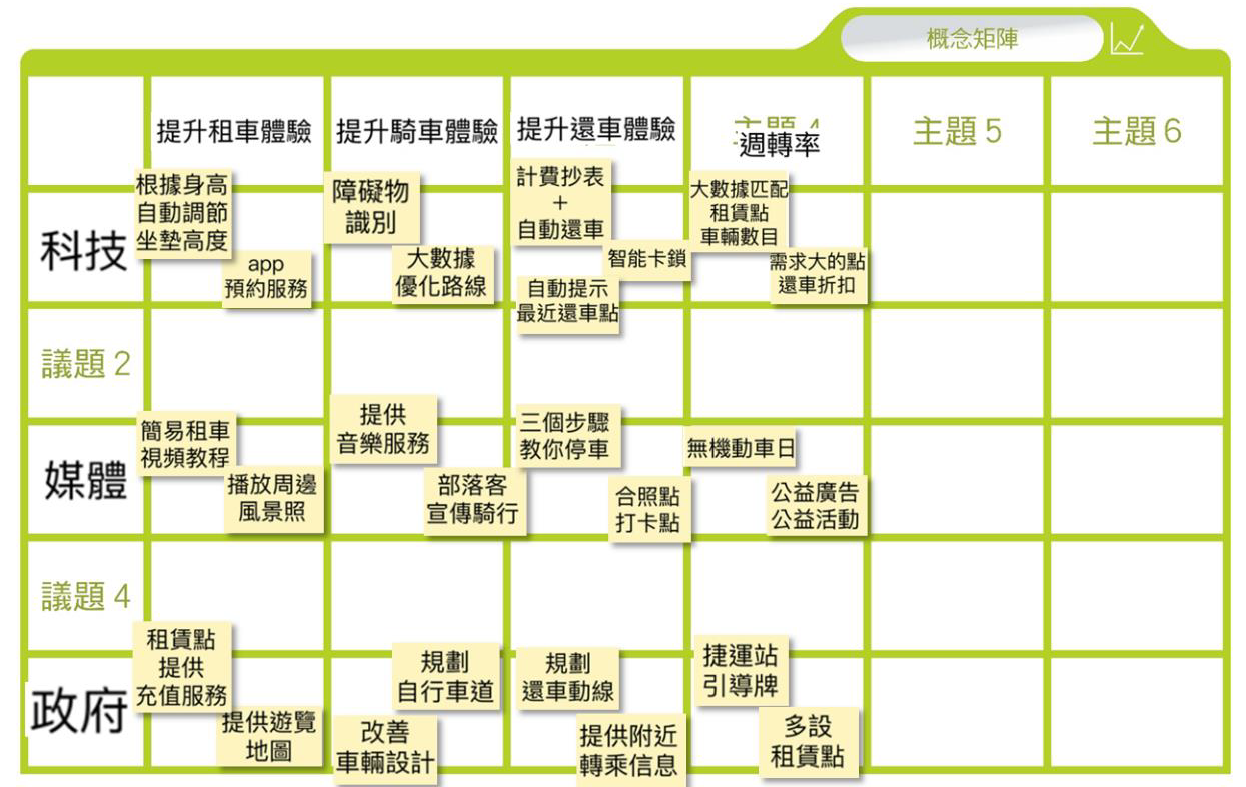 概念矩陣
提升租車體驗
提升騎車體驗
提升還車體驗
主題 4
週轉率
主題 5
主題 6
科技
根據身高
自動調節
坐墊高度
app
預約服務
障礙物
識別
大數據
優化路線
計費抄表
+
自動還車
智能卡鎖
自動提示
最近還車點
大數據匹配
租賃點
車輛數目
需求大的點
還車折扣
議題 2
媒體
簡易租車
視頻教程
播放周邊
風景照
提供
音樂服務
部落客
宣傳騎行
三個步驟
教你停車
合照點
打卡點
無機動車日
公益廣告
公益活動
議題 4
政府
租賃點
提供
充值服務
提供遊覽
地圖
規劃
自行車道
改善
車輛設計
規劃
還車動線
提供附近
轉乘信息
捷運站
引導牌
多設
租賃點